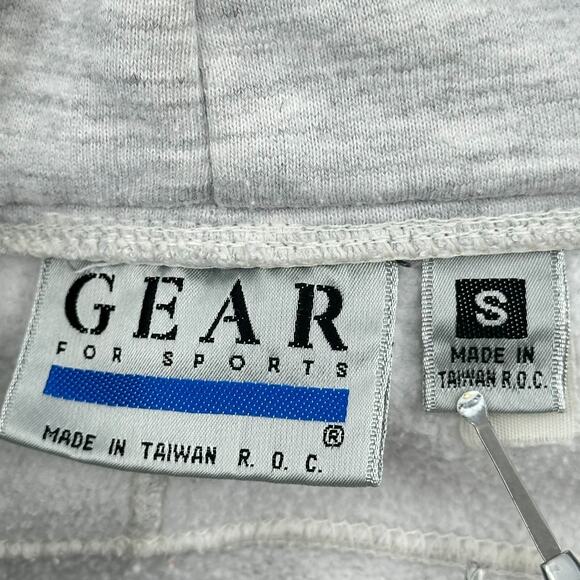 GEAR
FOR SPORTS
®
MADE IN TAIWAN R. O. C.
S
MADE IN
TAIWAN R.O.C.